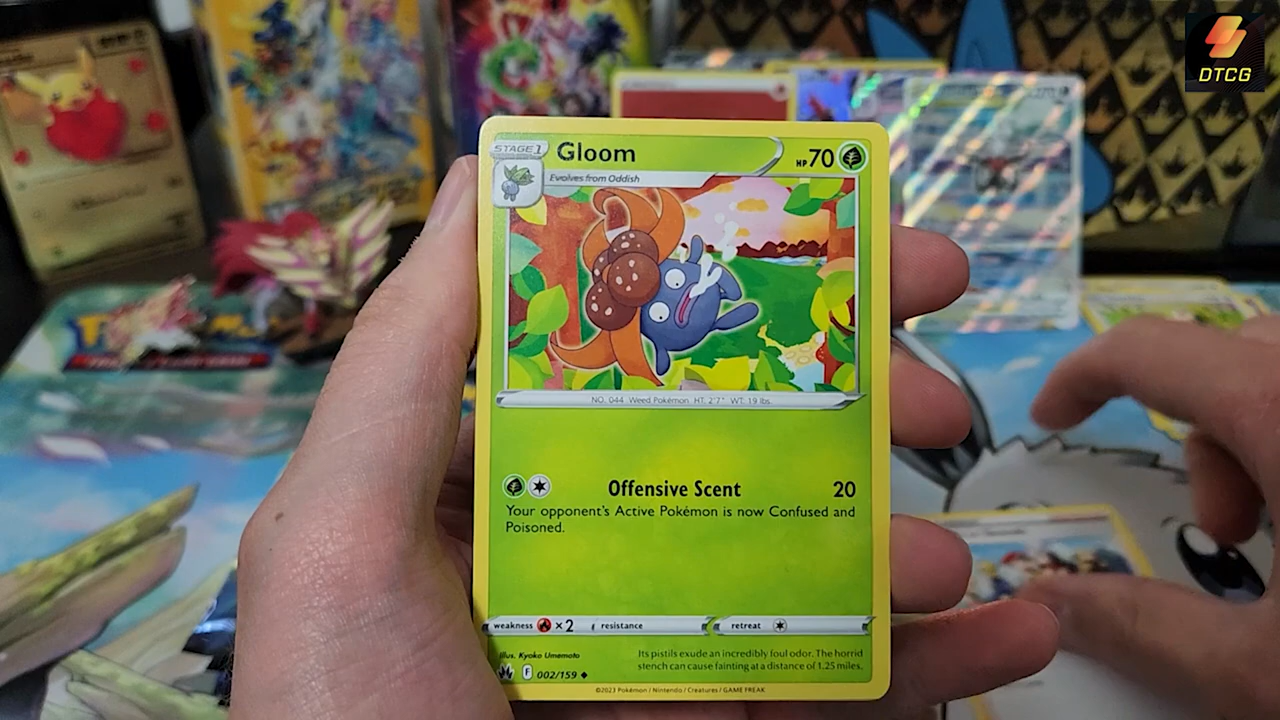 DTCG
STAGE 1
Gloom
HP 70
Evolves from Oddish
NO. 044 Weed Pokémon HT. 2'7" WT. 19 lbs.
Offensive Scent 20
Your opponent's Active Pokémon is now Confused and
Poisoned.
weakness ×2 resistance retreat
Illus. Kyoko Umemoto
Its pistils exude an incredibly foul odor. The horrid
stench can cause fainting at a distance of 1.25 miles.
F 002/159
©2023 Pokémon / Nintendo / Creatures / GAME FREAK